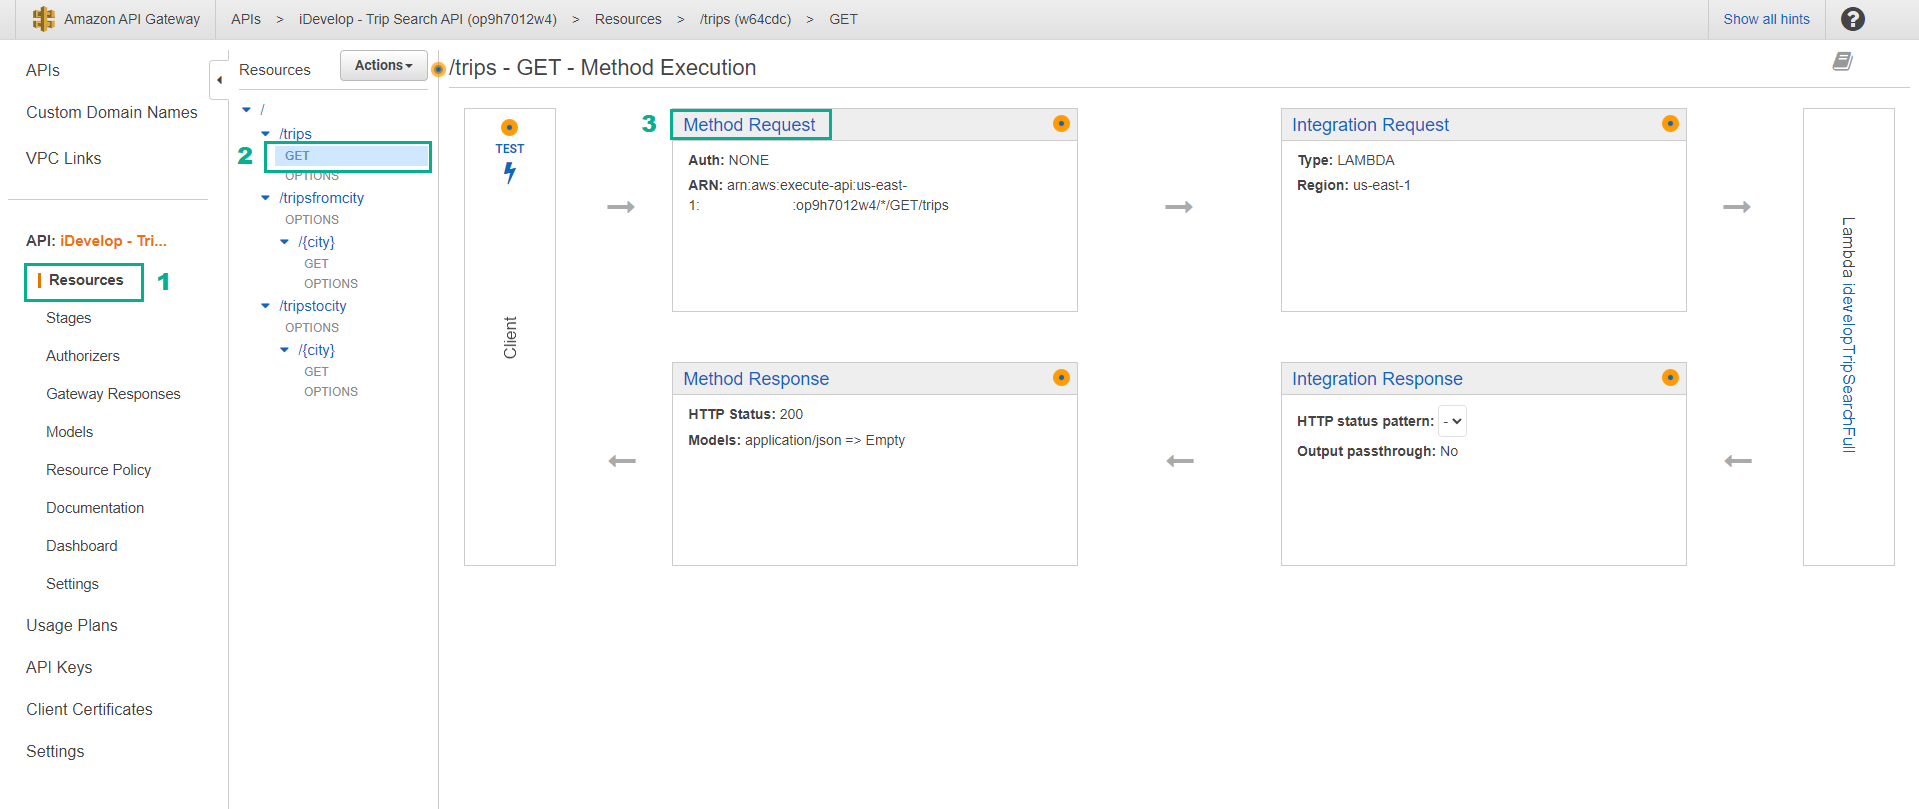 Amazon API Gateway
APIs > iDevelop - Trip Search API (op9h7012w4) > Resources > /trips (w64cdc) > GET
Show all hints
?
APIs
Custom Domain Names
VPC Links
API: iDevelop - Tri...
Resources 1
Stages
Authorizers
Gateway Responses
Models
Resource Policy
Documentation
Dashboard
Settings
Usage Plans
API Keys
Client Certificates
Settings
Resources
Actions
/
/trips
2 GET
OPTIONS
/tripsfromcity
OPTIONS
/{city}
GET
OPTIONS
/tripstocity
OPTIONS
/{city}
GET
OPTIONS
/trips - GET - Method Execution
TEST
Client
3 Method Request
Auth: NONE
ARN: arn:aws:execute-api:us-east-
1: :op9h7012w4/*/GET/trips
Integration Request
Type: LAMBDA
Region: us-east-1
Method Response
HTTP Status: 200
Models: application/json => Empty
Integration Response
HTTP status pattern: -
Output passthrough: No
Lambda idevelopTripSearchFull